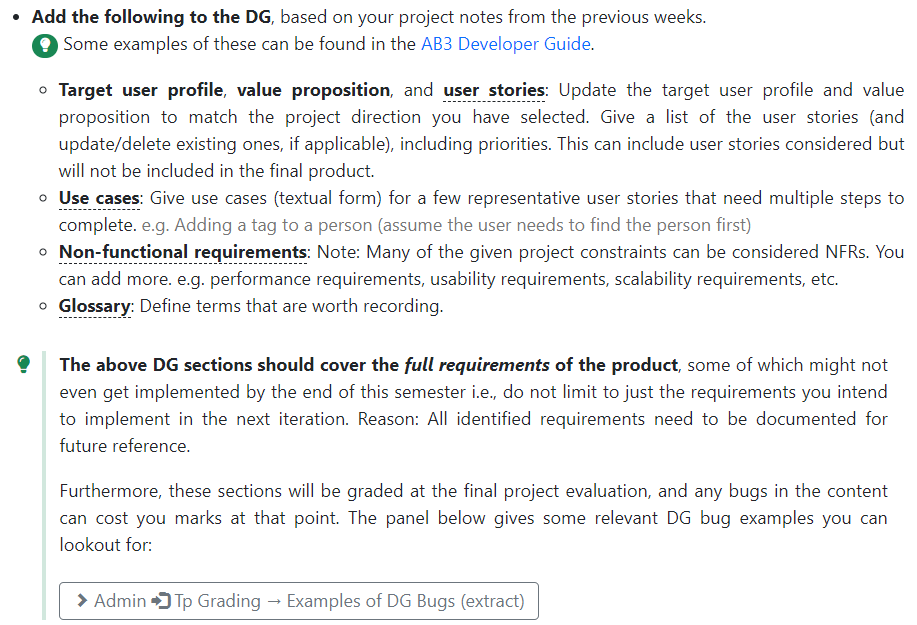 • Add the following to the DG, based on your project notes from the previous weeks.
Some examples of these can be found in the AB3 Developer Guide.
◦ Target user profile, value proposition, and user stories: Update the target user profile and value
proposition to match the project direction you have selected. Give a list of the user stories (and
update/delete existing ones, if applicable), including priorities. This can include user stories considered but
will not be included in the final product.
◦ Use cases: Give use cases (textual form) for a few representative user stories that need multiple steps to
complete. e.g. Adding a tag to a person (assume the user needs to find the person first)
◦ Non-functional requirements: Note: Many of the given project constraints can be considered NFRs. You
can add more. e.g. performance requirements, usability requirements, scalability requirements, etc.
◦ Glossary: Define terms that are worth recording.
The above DG sections should cover the full requirements of the product, some of which might not
even get implemented by the end of this semester i.e., do not limit to just the requirements you intend
to implement in the next iteration. Reason: All identified requirements need to be documented for
future reference.
Furthermore, these sections will be graded at the final project evaluation, and any bugs in the content
can cost you marks at that point. The panel below gives some relevant DG bug examples you can
lookout for:
Admin Tp Grading → Examples of DG Bugs (extract)